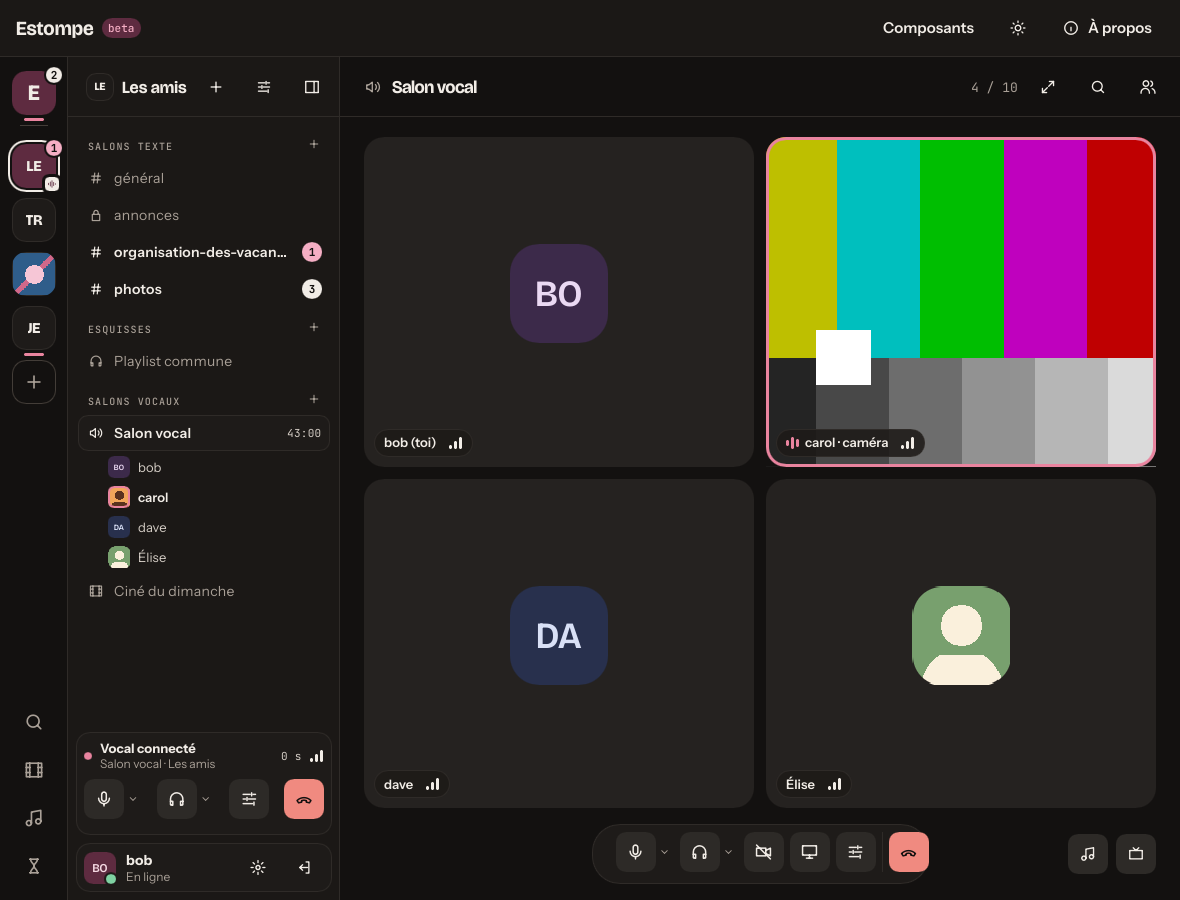 Estompe beta
Composants
À propos
E 2
LE 1
TR
JE
LE Les amis
SALONS TEXTE
général
annonces
organisation-des-vacan… 1
photos 3
ESQUISSES
Playlist commune
SALONS VOCAUX
Salon vocal 43:00
BO bob
carol
DA dave
Élise
Ciné du dimanche
Vocal connecté
Salon vocal · Les amis
0 s
BO bob
En ligne
Salon vocal
4 / 10
BO
bob (toi)
carol · caméra
DA
dave
Élise